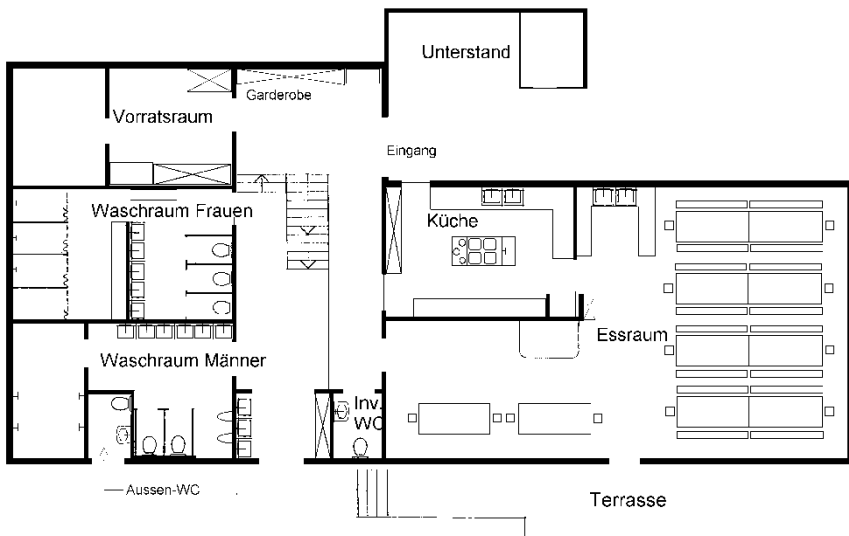 Unterstand
Garderobe
Vorratsraum
Eingang
Waschraum Frauen
Küche
Essraum
Waschraum Männer
Inv.
WC
Aussen-WC
Terrasse